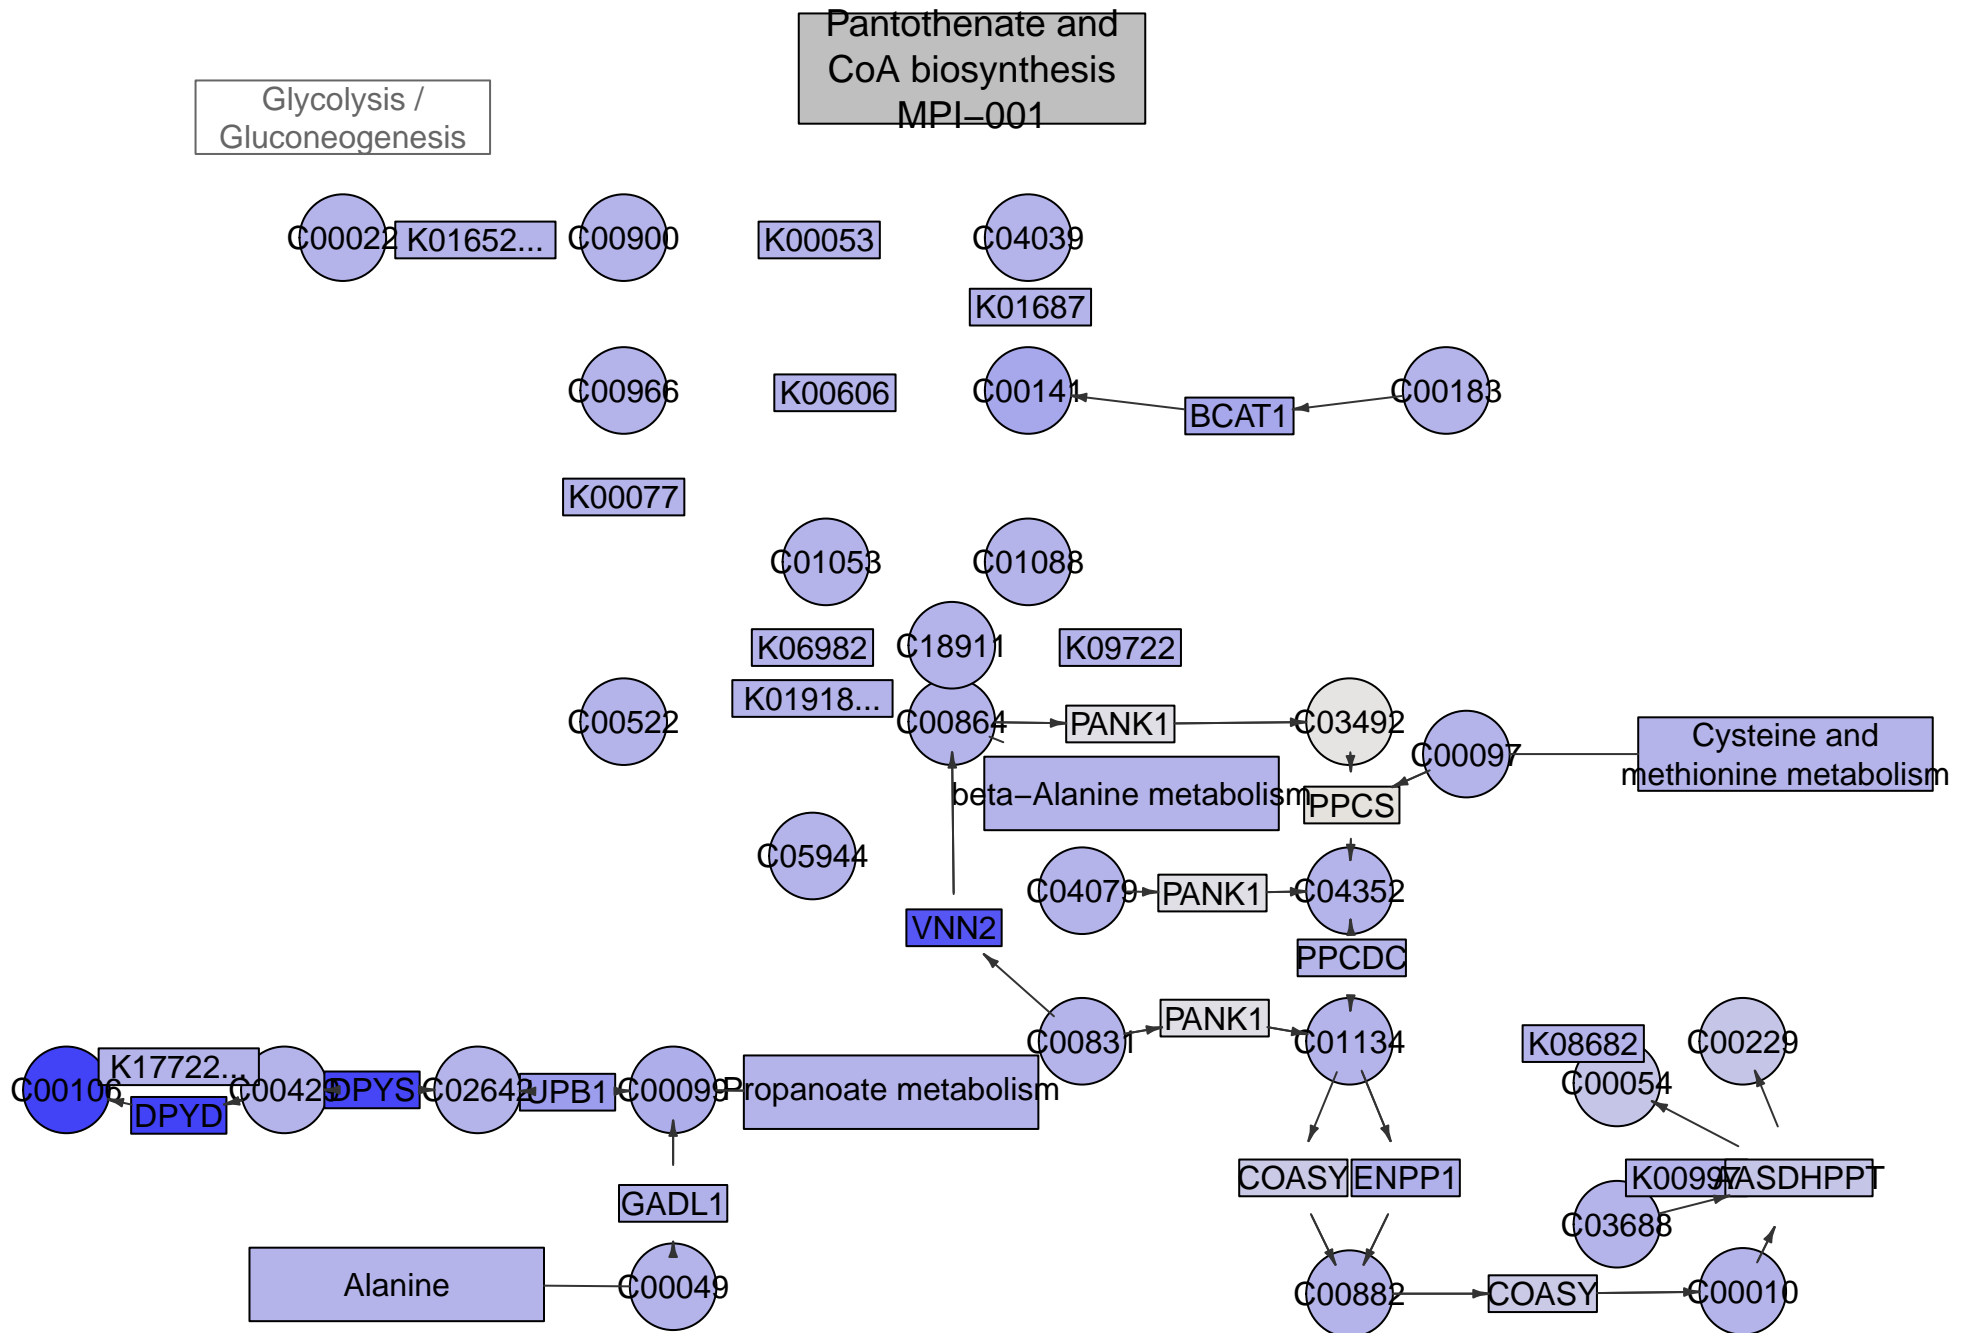 Pantothenate and
CoA biosynthesis
MPI−001
Glycolysis /
Gluconeogenesis
C00022
K01652...
C00900
K00053
C04039
K01687
C00966
K00606
C00141
BCAT1
C00183
K00077
C01053
C01088
K06982
C18911
K09722
K01918...
C00522
C00864
PANK1
C03492
C00097
Cysteine and
methionine metabolism
beta−Alanine metabolism
PPCS
C05944
C04079
PANK1
C04352
VNN2
PPCDC
C00831
PANK1
C01134
K08682
C00229
C00054
C00106
K17722...
C00429
DPYD
DPYS
C02642
UPB1
C00099
Propanoate metabolism
COASY
ENPP1
K00997
AASDHPPT
GADL1
C03688
Alanine
C00049
C00882
COASY
C00010